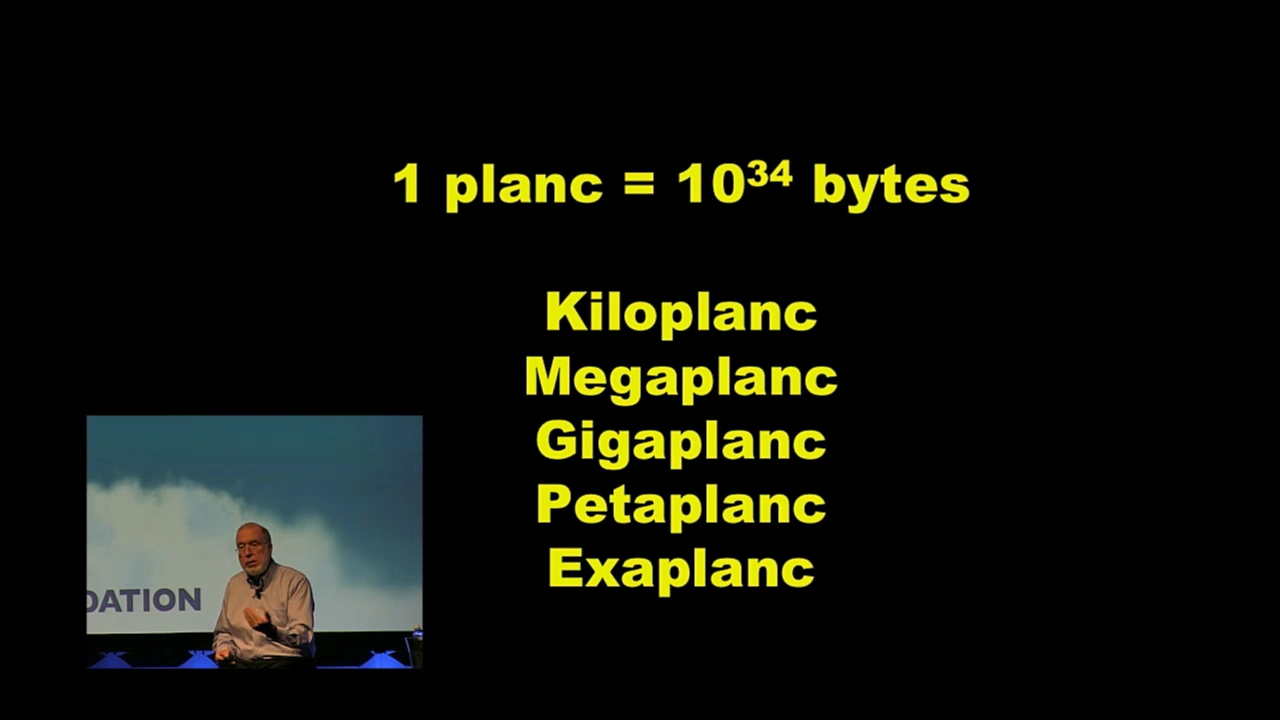 1 planc = 10³⁴ bytes
Kiloplanc
Megaplanc
Gigaplanc
Petaplanc
Exaplanc
DATION